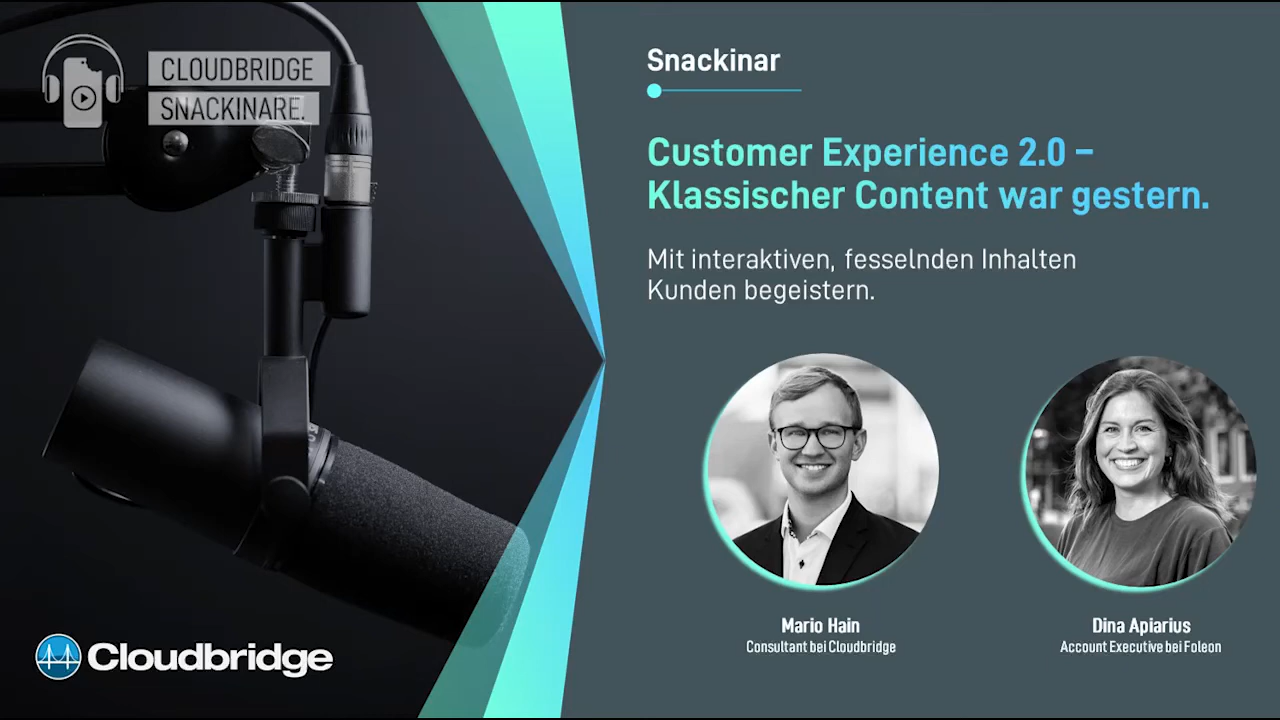 CLOUDBRIDGE
SNACKINARE.
Snackinar
Customer Experience 2.0 –
Klassischer Content war gestern.
Mit interaktiven, fesselnden Inhalten
Kunden begeistern.
Mario Hain
Consultant bei Cloudbridge
Dina Apiarius
Account Executive bei Foleon
Cloudbridge